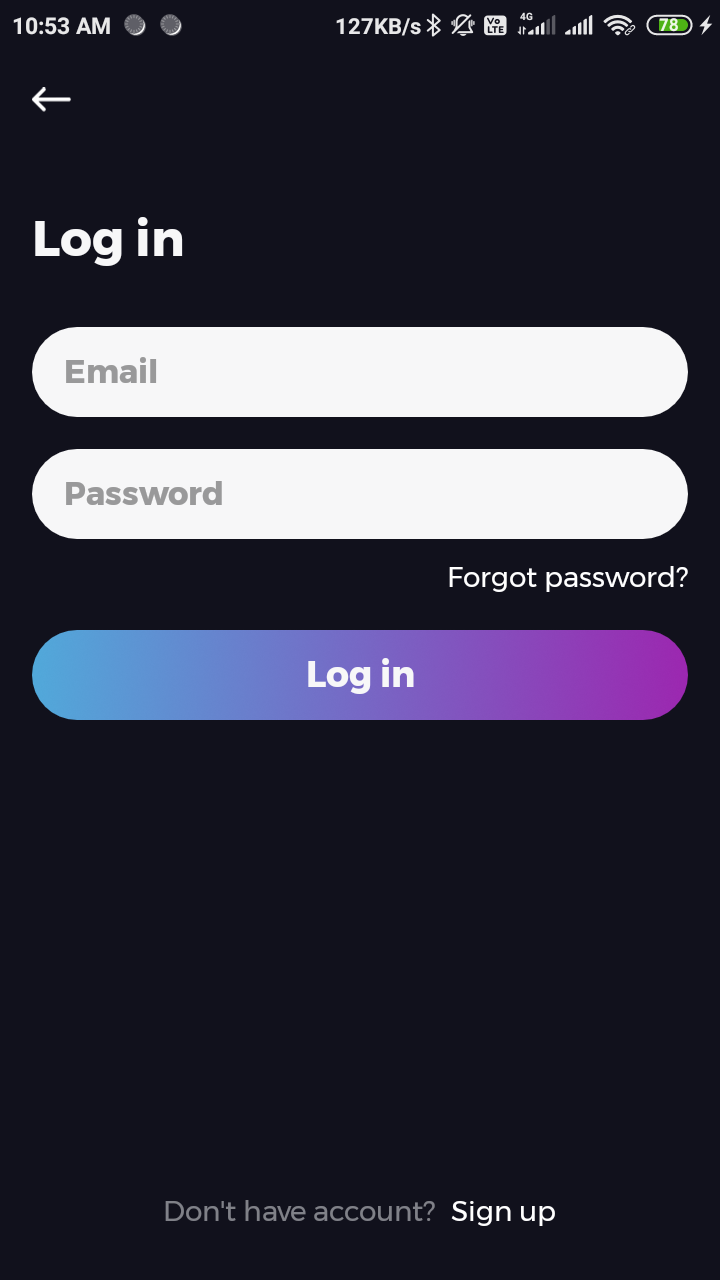 10:53 AM 127KB/s Vo LTE 4G 78
Log in
Email
Password
Forgot password?
Log in
Don't have account? Sign up